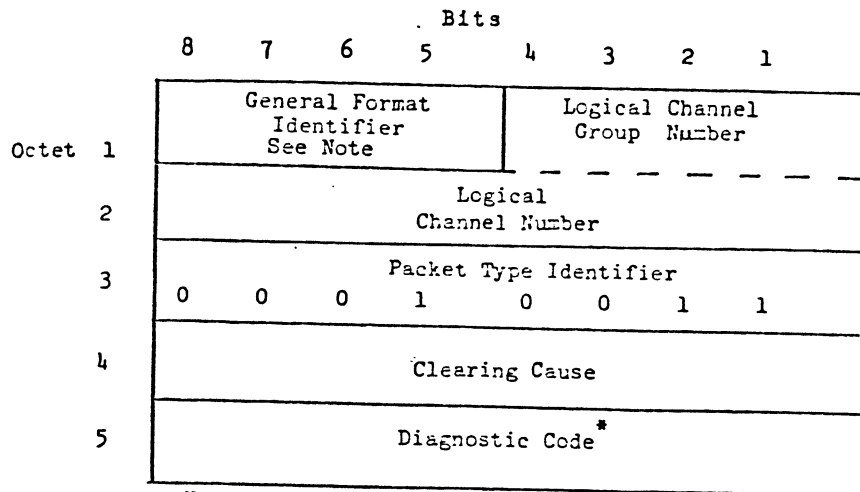 Bits
8 7 6 5 4 3 2 1
General Format Logical Channel
Identifier Group Number
See Note
Octet 1
Logical
2
Channel Number
Packet Type Identifier
3
0 0 0 1 0 0 1 1
4 Clearing Cause
5 Diagnostic Code*